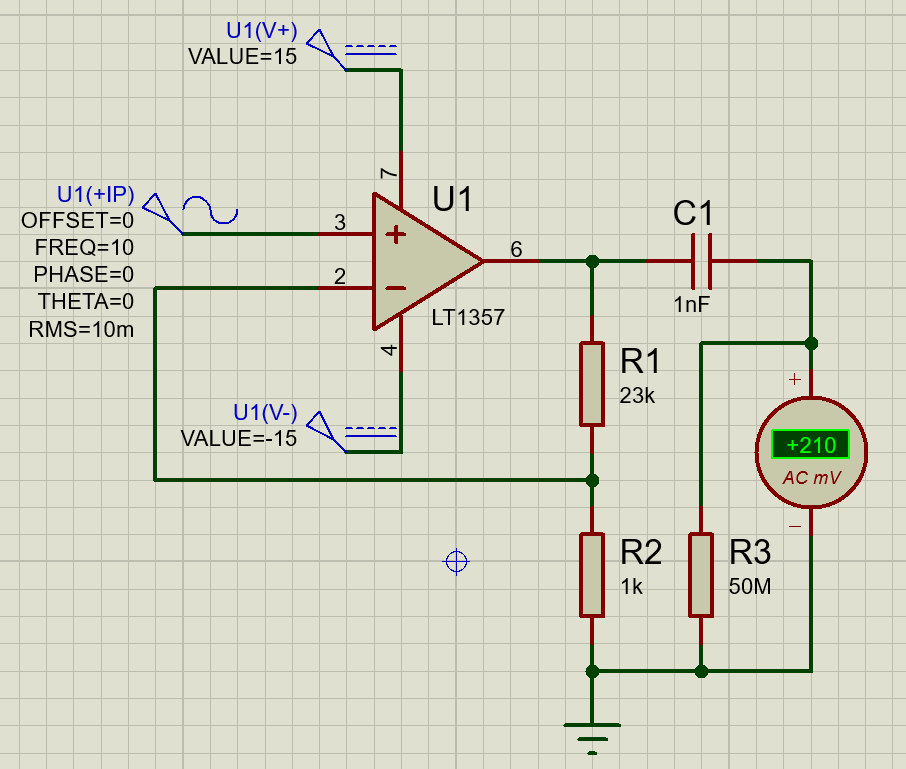 U1(V+)
VALUE=15
7
U1
U1(+IP)
OFFSET=0
FREQ=10
PHASE=0
THETA=0
RMS=10m
3
2
6
4
LT1357
C1
1nF
R1
23k
U1(V-)
VALUE=-15
+
+210
AC mV
−
R2
1k
R3
50M